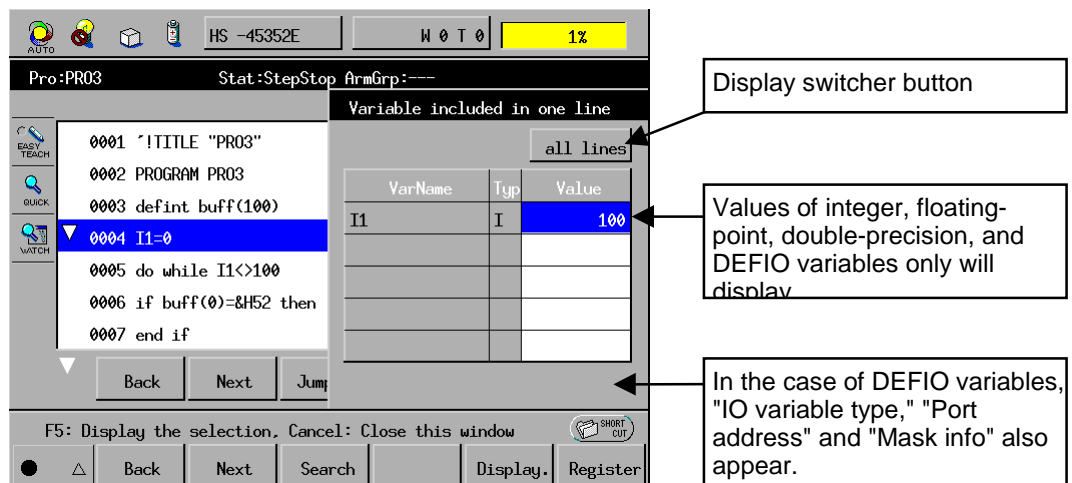 AUTO
HS -45352E
W 0 T 0
1%
Pro:PRO3 Stat:StepStop ArmGrp:---
Variable included in one line
all lines
EASY
TEACH
QUICK
WATCH
0001 ´!TITLE "PRO3"
0002 PROGRAM PRO3
0003 defint buff(100)
0004 I1=0
0005 do while I1<>100
0006 if buff(0)=&H52 then
0007 end if
VarName Typ Value
I1 I 100
Back Next Jump
F5: Display the selection, Cancel: Close this window
SHORT
CUT
Back Next Search Display. Register
Display switcher button
Values of integer, floating-
point, double-precision, and
DEFIO variables only will
display
In the case of DEFIO variables,
"IO variable type," "Port
address" and "Mask info" also
appear.